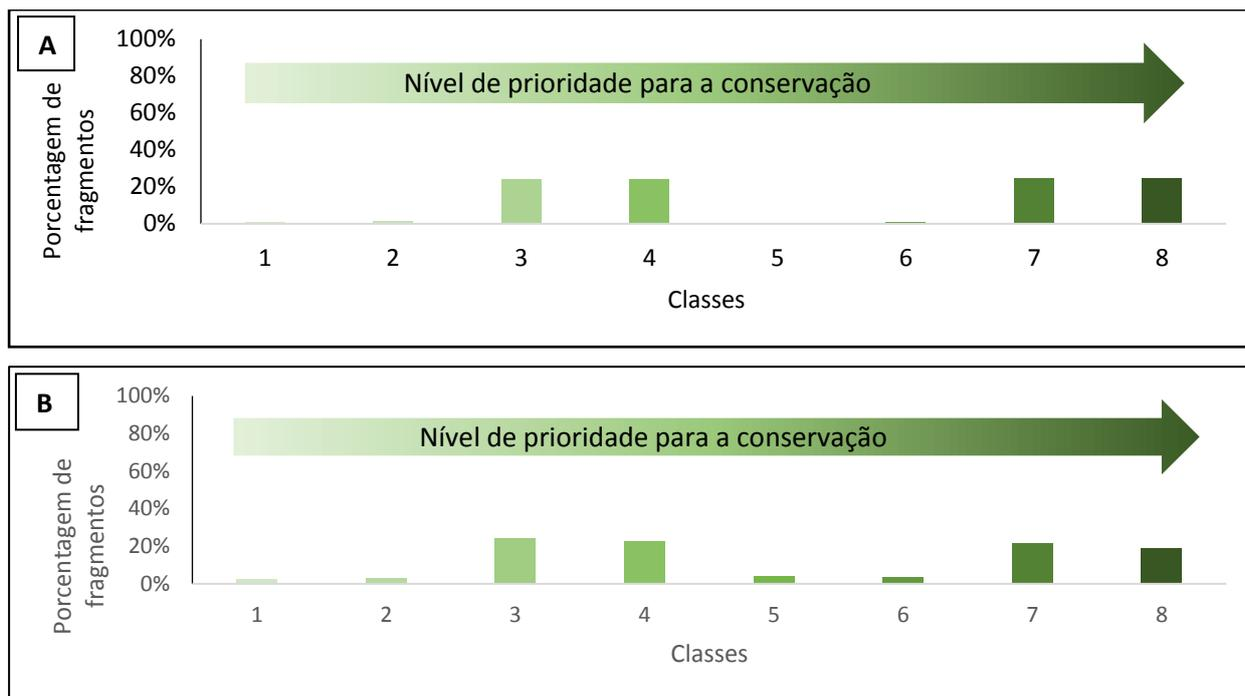 A
100%
80%
60%
40%
20%
0%
Porcentagem de
fragmentos
Nível de prioridade para a conservação
1 2 3 4 5 6 7 8
Classes
B
100%
80%
60%
40%
20%
0%
Porcentagem de
fragmentos
Nível de prioridade para a conservação
1 2 3 4 5 6 7 8
Classes